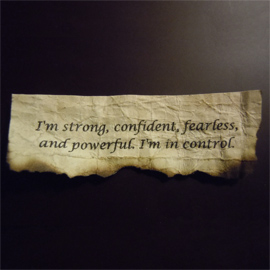 I'm strong, confident, fearless,
and powerful. I'm in control.